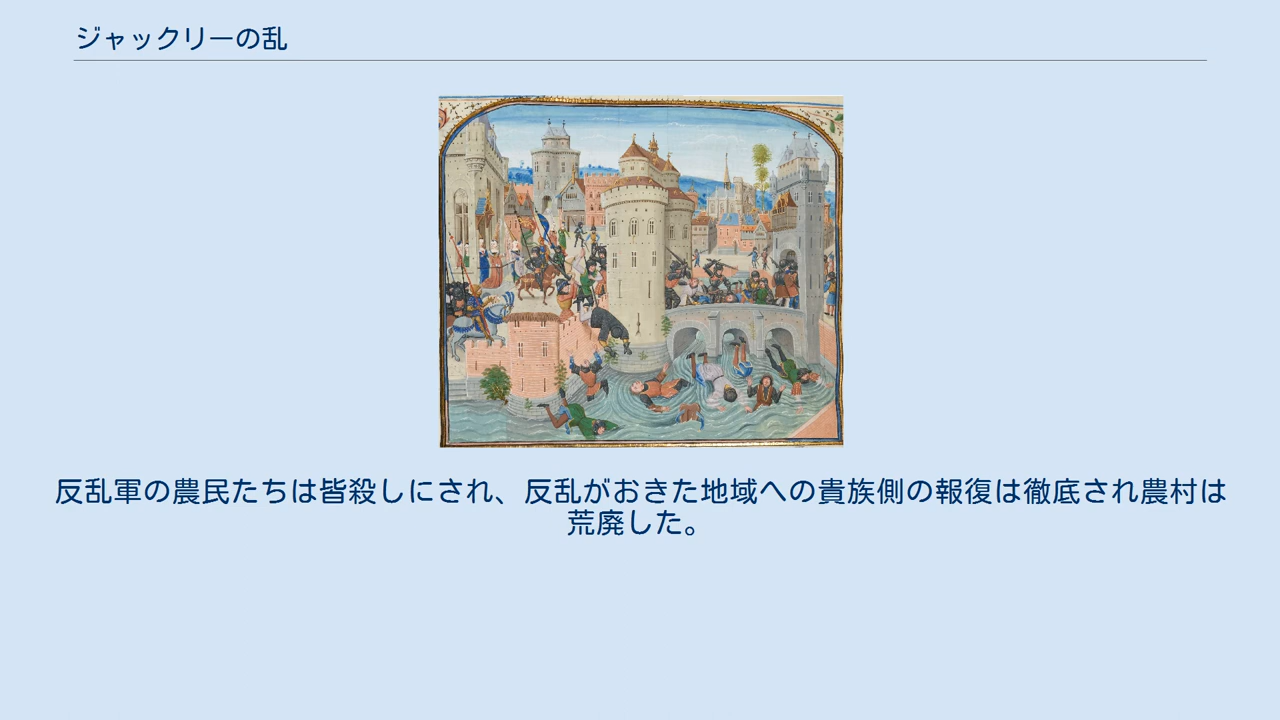 ジャックリーの乱
反乱軍の農民たちは皆殺しにされ、反乱がおきた地域への貴族側の報復は徹底され農村は
荒廃した。